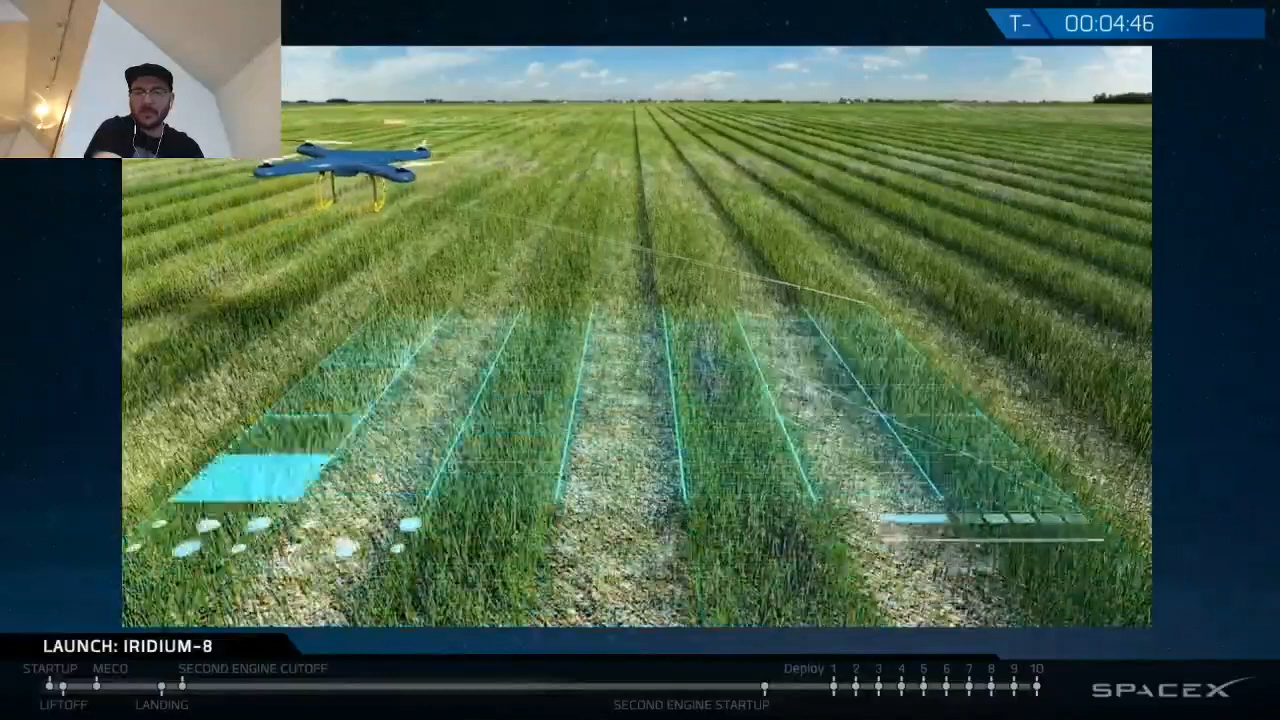 T- 00:04:46
LAUNCH: IRIDIUM-8
STARTUP MECO SECOND ENGINE CUTOFF Deploy 1 2 3 4 5 6 7 8 9 10
LIFTOFF LANDING SECOND ENGINE STARTUP
SPACEX